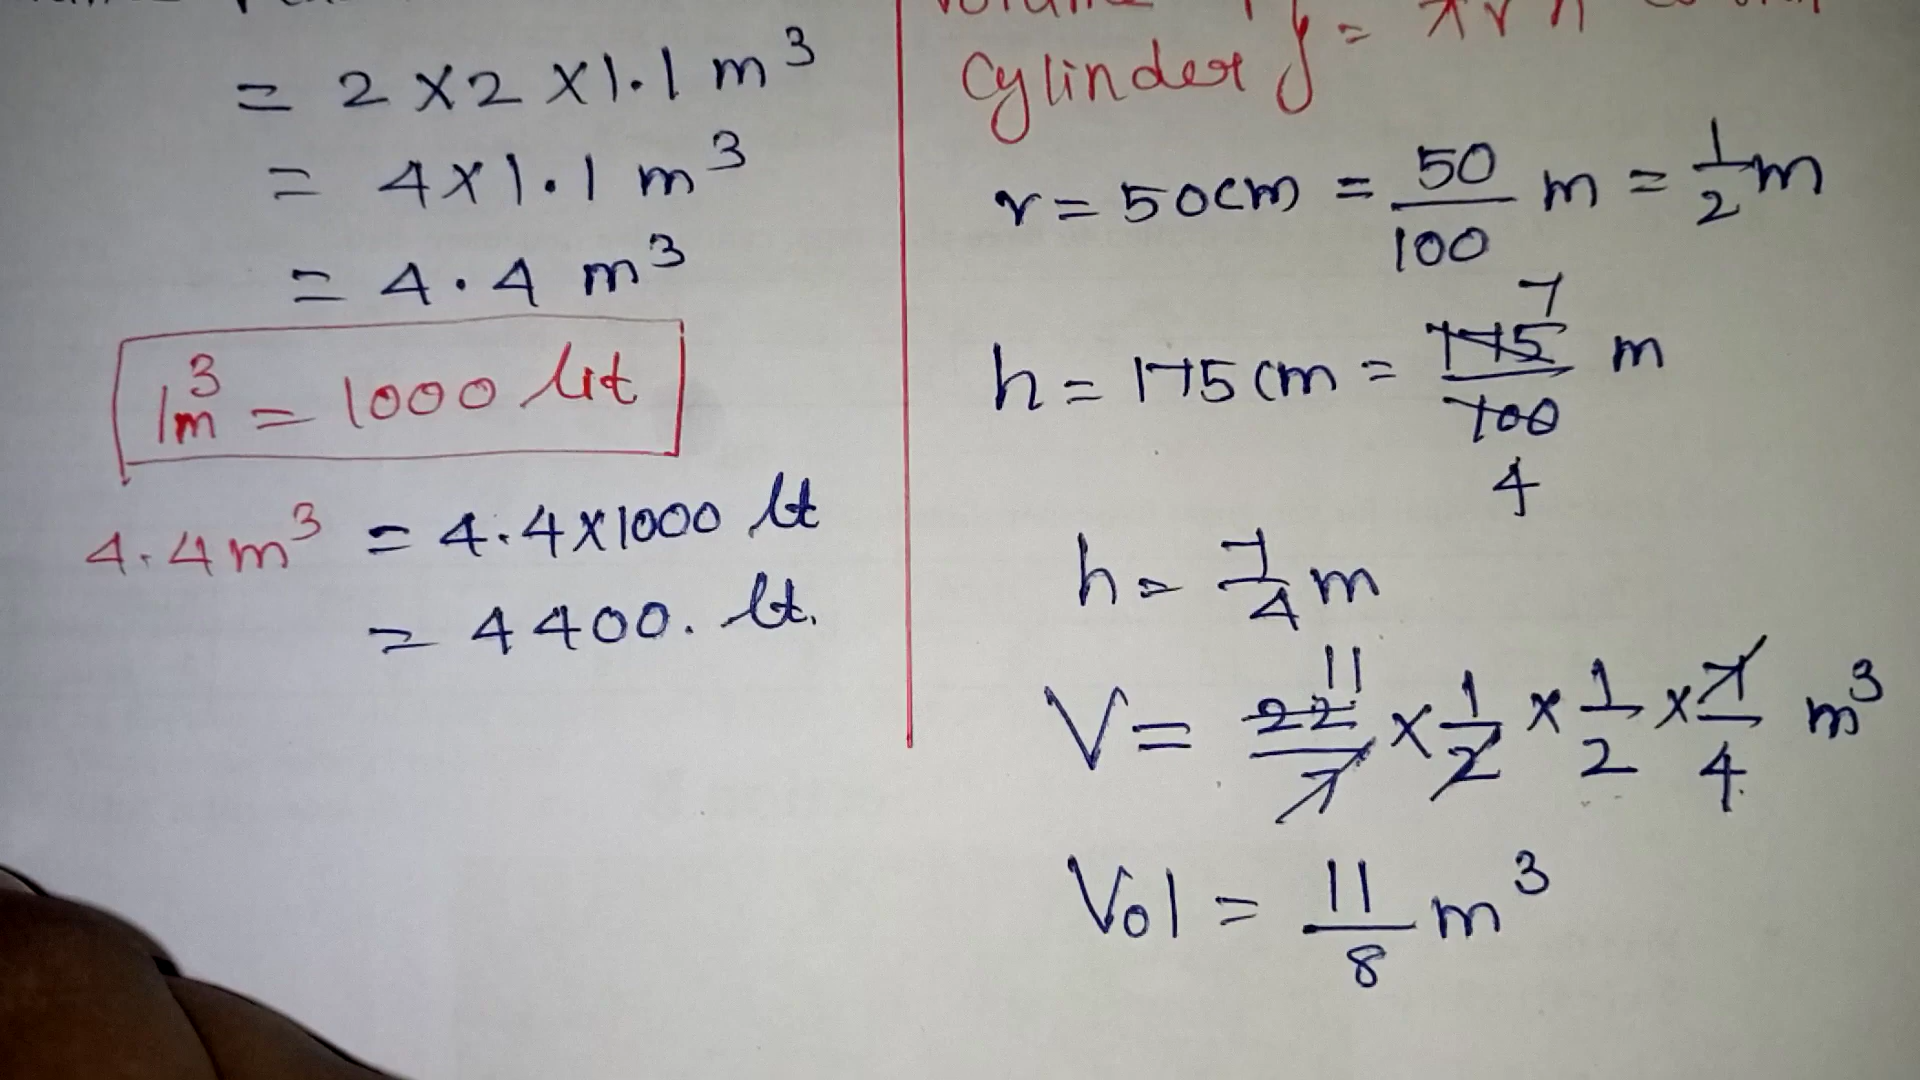 = 2 × 2 × 1.1 m³
= 4 × 1.1 m³
= 4.4 m³
1m³ = 1000 lit
4.4m³ = 4.4 × 1000 lt
= 4400. lt.
Cylinder } = πr h
r = 50cm = 50/100 m = 1/2 m
7
h = 175cm = 175/100 m
4
h = 7/4 m
11
V = 22/7 × 1/2 × 1/2 × 7/4 m³
Vol = 11/8 m³